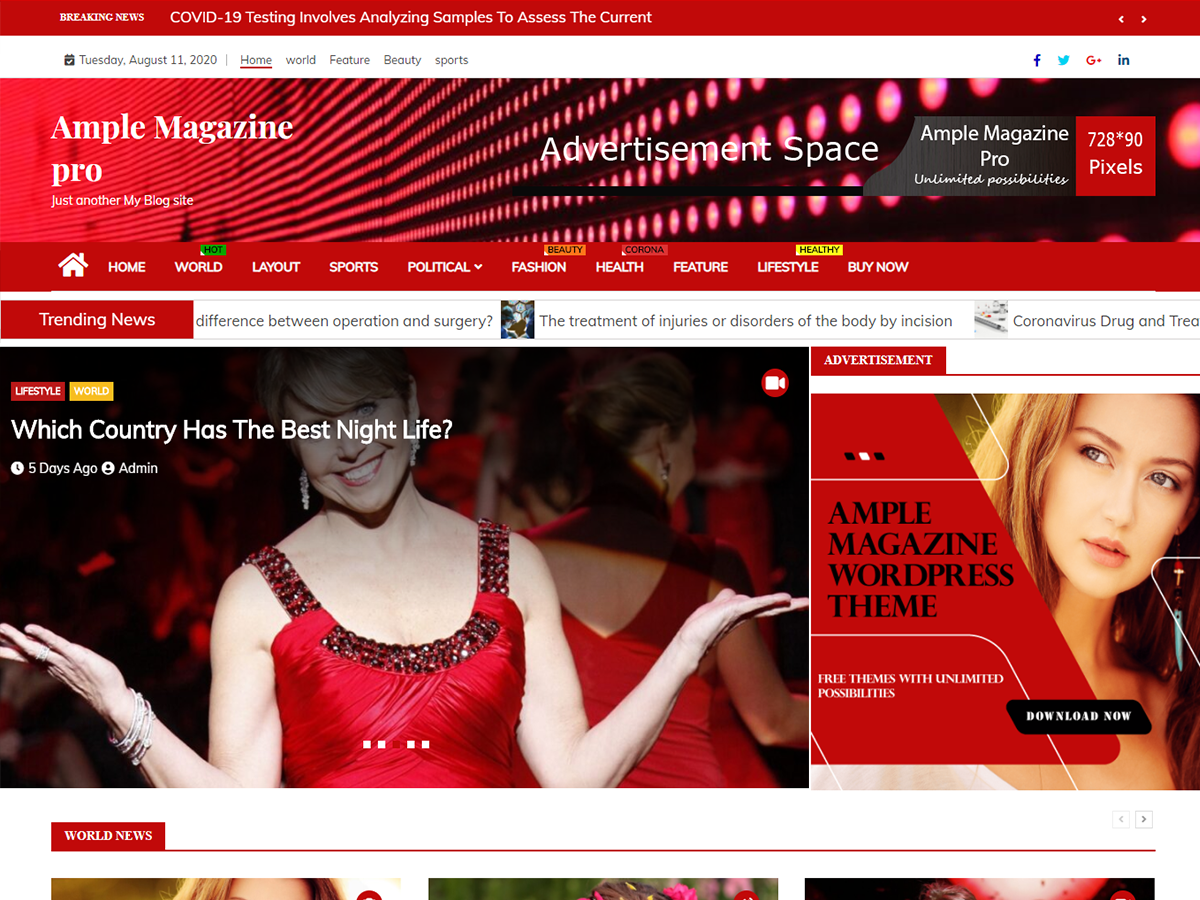 BREAKING NEWS COVID-19 Testing Involves Analyzing Samples To Assess The Current
Tuesday, August 11, 2020 | Home world Feature Beauty sports
Ample Magazine
pro
Just another My Blog site
Advertisement Space
Ample Magazine
Pro
Unlimited possibilities
728*90
Pixels
HOT BEAUTY CORONA HEALTHY
HOME WORLD LAYOUT SPORTS POLITICAL FASHION HEALTH FEATURE LIFESTYLE BUY NOW
Trending News difference between operation and surgery? The treatment of injuries or disorders of the body by incision Coronavirus Drug and Trea
LIFESTYLE WORLD
Which Country Has The Best Night Life?
5 Days Ago Admin
ADVERTISEMENT
AMPLE
MAGAZINE
WORDPRESS
THEME
FREE THEMES WITH UNLIMITED
POSSIBILITIES
DOWNLOAD NOW
WORLD NEWS